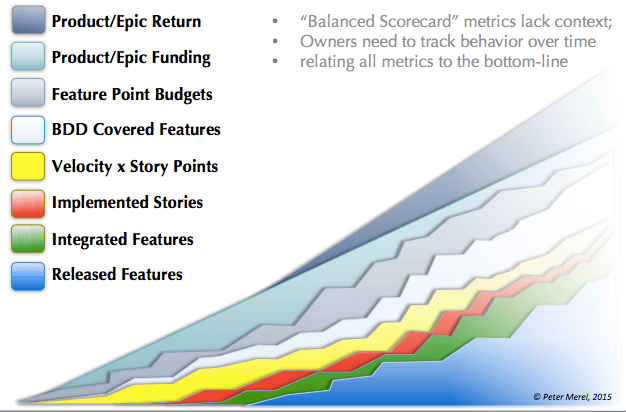 Product/Epic Return
Product/Epic Funding
Feature Point Budgets
BDD Covered Features
Velocity x Story Points
Implemented Stories
Integrated Features
Released Features
• “Balanced Scorecard” metrics lack context;
• Owners need to track behavior over time
• relating all metrics to the bottom-line
© Peter Merel, 2015